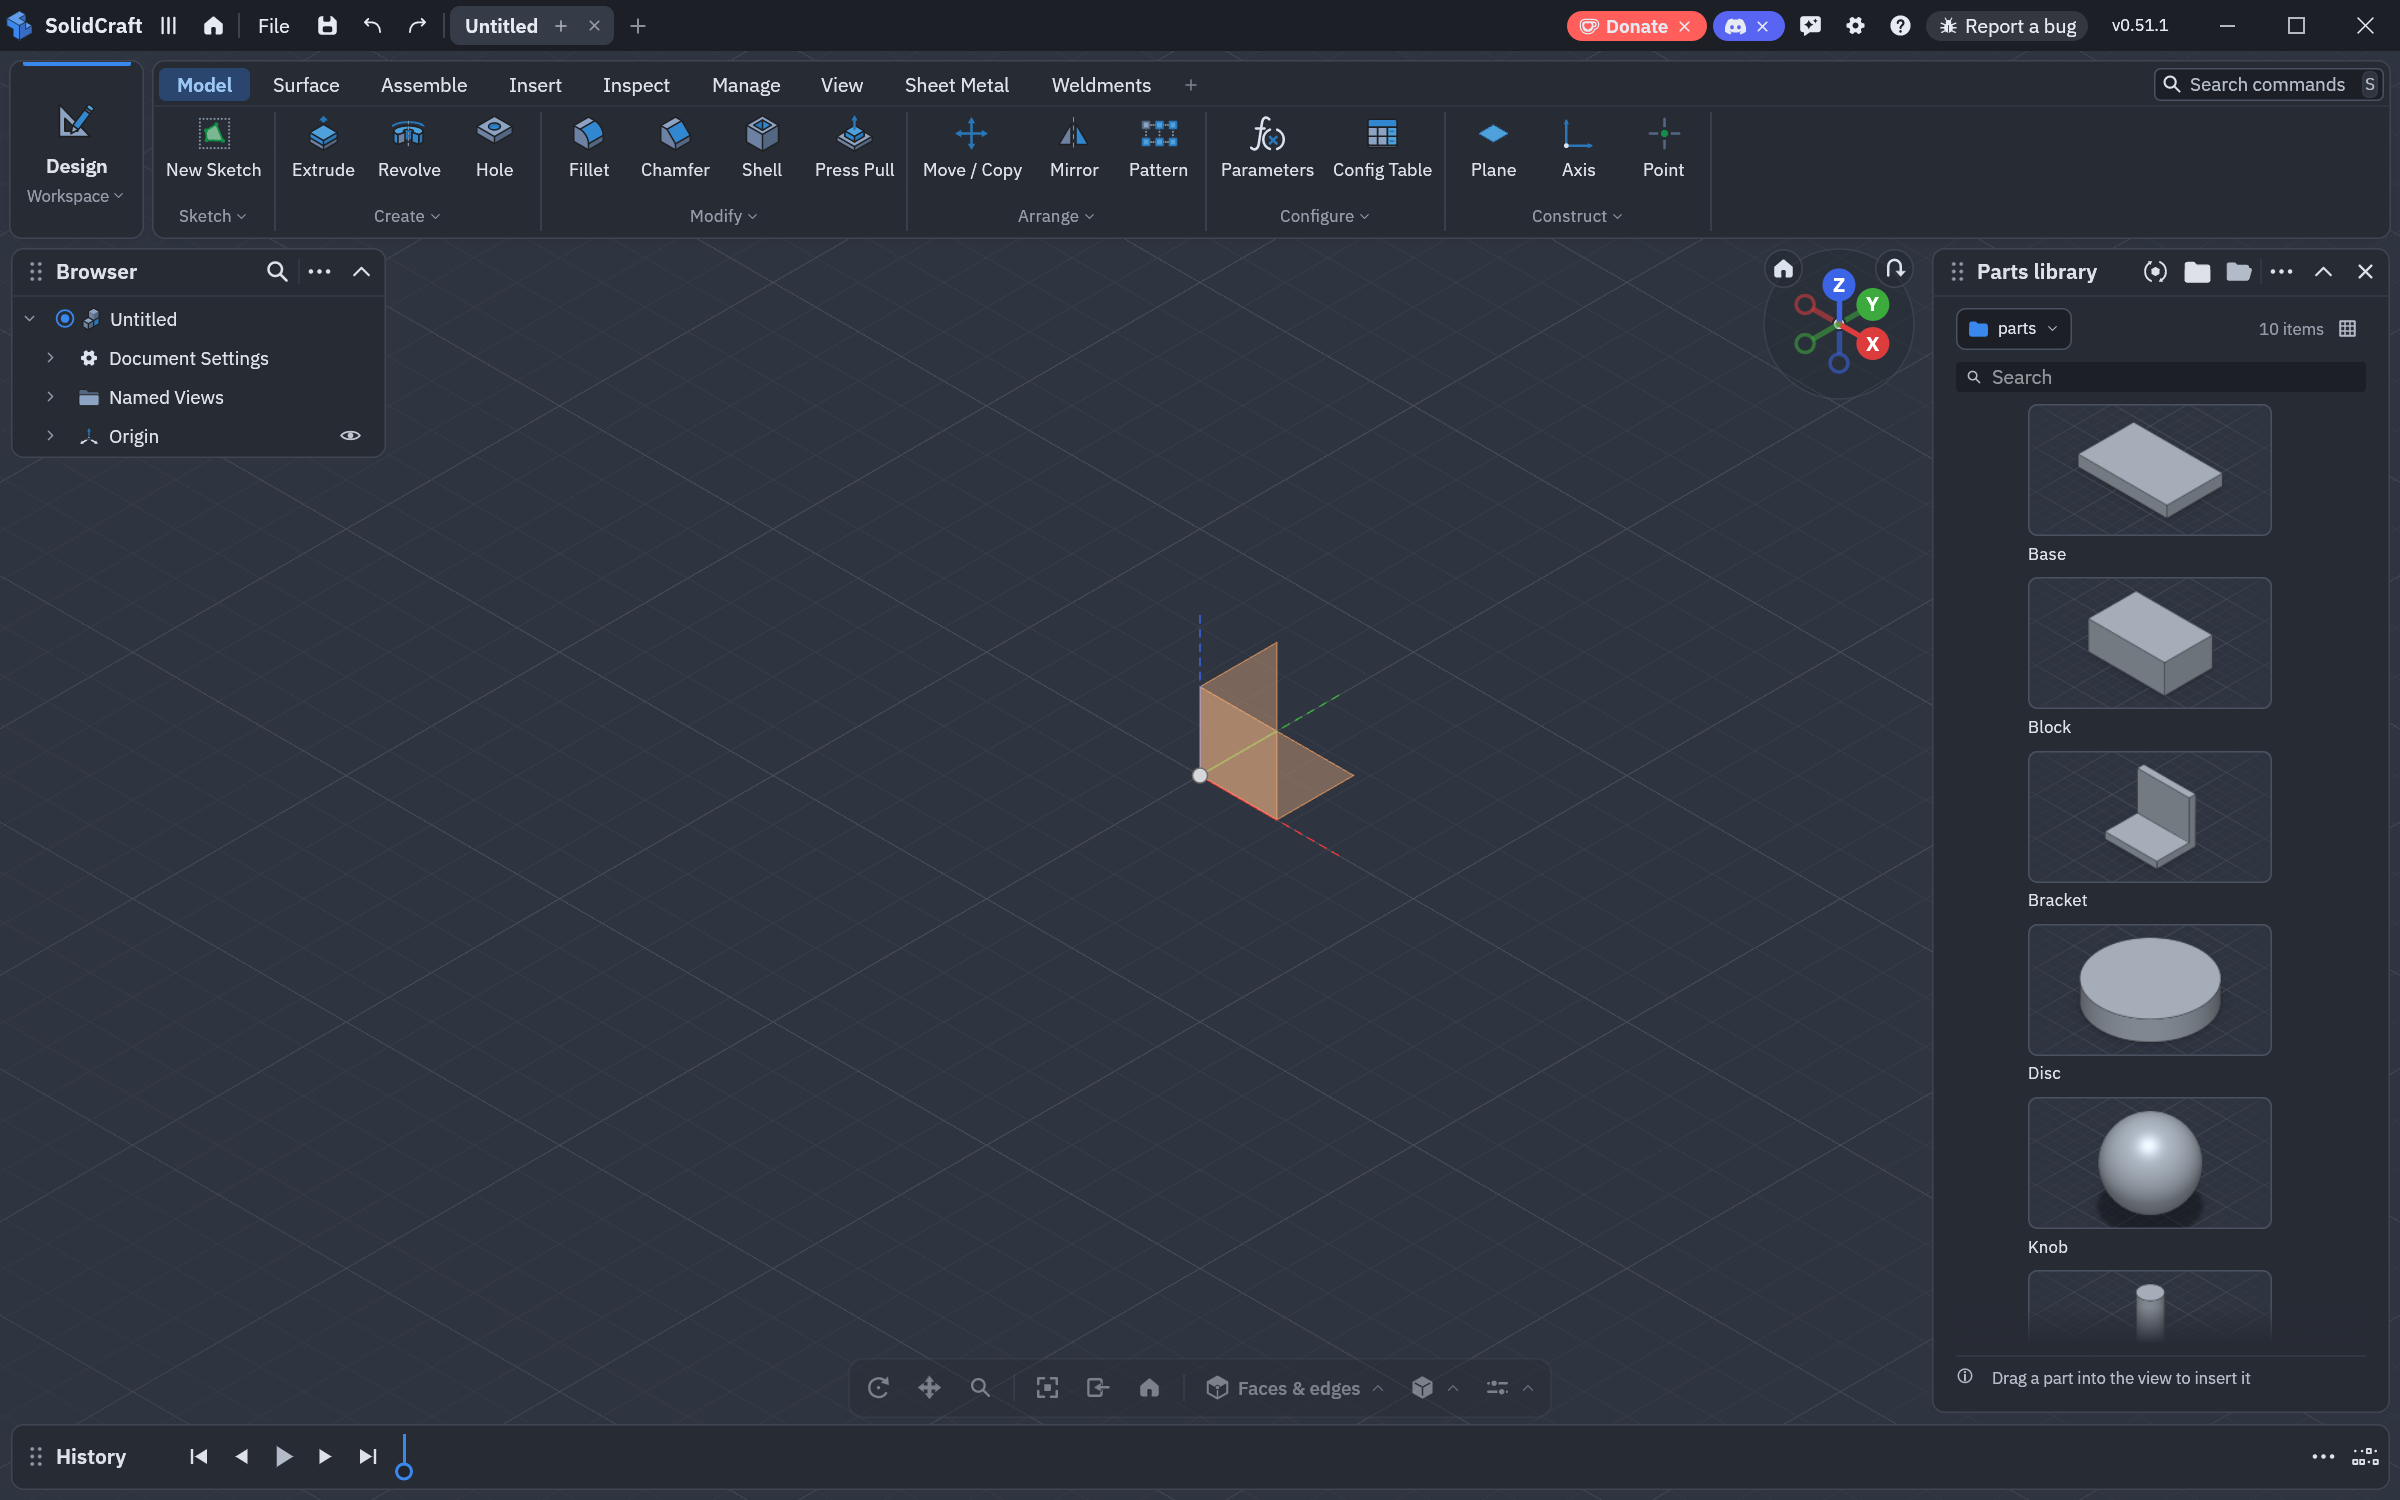 SolidCraft
File
Untitled
Donate
Report a bug
v0.51.1
Design
Workspace
Model
Surface
Assemble
Insert
Inspect
Manage
View
Sheet Metal
Weldments
Search commands
S
New Sketch
Extrude
Revolve
Hole
Fillet
Chamfer
Shell
Press Pull
Move / Copy
Mirror
Pattern
Parameters
Config Table
Plane
Axis
Point
Sketch
Create
Modify
Arrange
Configure
Construct
Browser
Untitled
Document Settings
Named Views
Origin
Z
Y
X
Parts library
parts
10 items
Search
Base
Block
Bracket
Disc
Knob
Drag a part into the view to insert it
Faces & edges
History